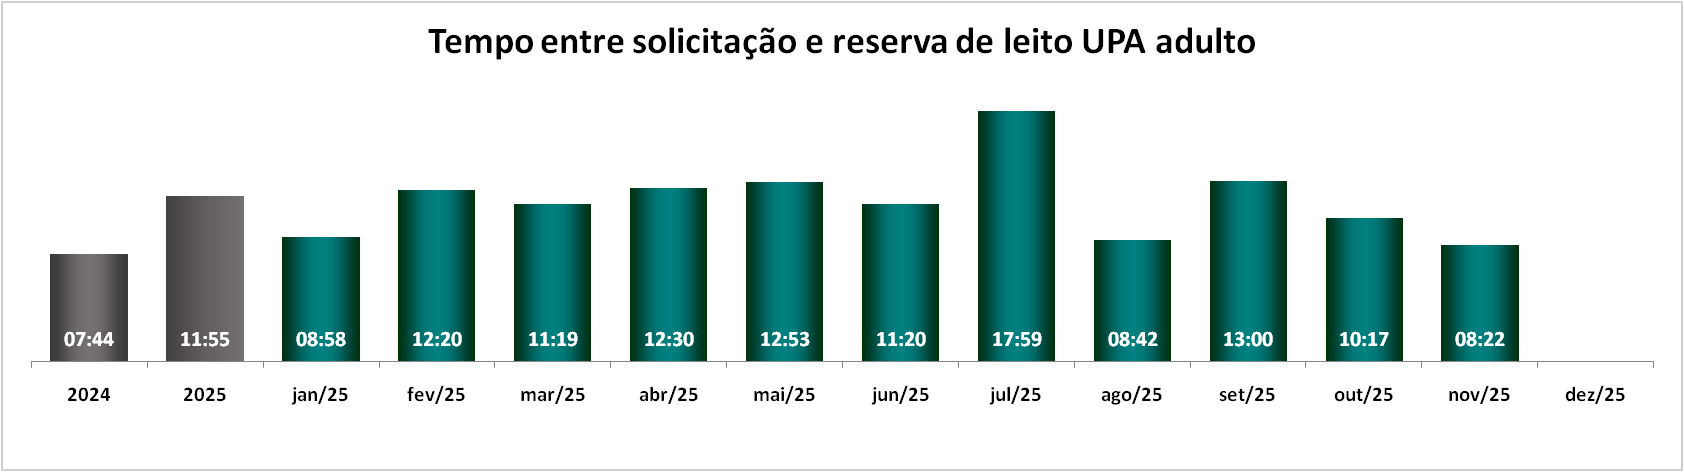 Tempo entre solicitação e reserva de leito UPA adulto
07:44 11:55 08:58 12:20 11:19 12:30 12:53 11:20 17:59 08:42 13:00 10:17 08:22
2024 2025 jan/25 fev/25 mar/25 abr/25 mai/25 jun/25 jul/25 ago/25 set/25 out/25 nov/25 dez/25